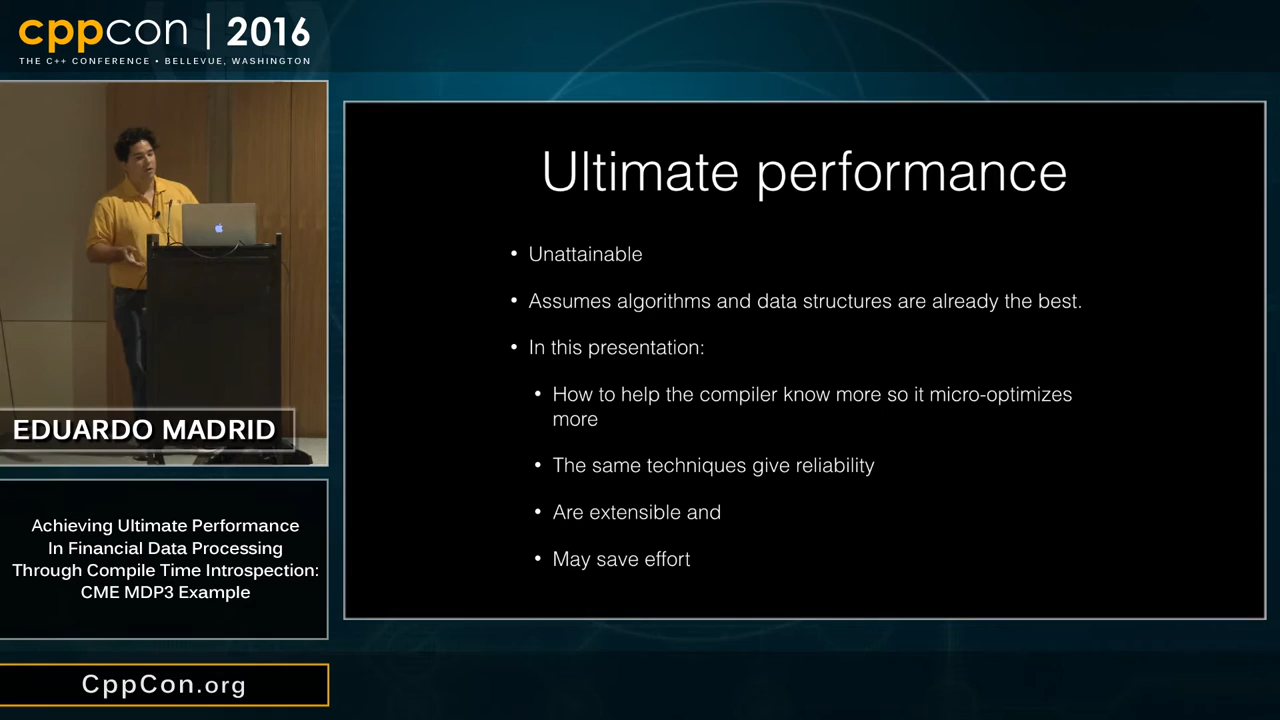 cppcon | 2016
THE C++ CONFERENCE • BELLEVUE, WASHINGTON
Ultimate performance
• Unattainable
• Assumes algorithms and data structures are already the best.
• In this presentation:
• How to help the compiler know more so it micro-optimizes
more
• The same techniques give reliability
• Are extensible and
• May save effort
EDUARDO MADRID
Achieving Ultimate Performance
In Financial Data Processing
Through Compile Time Introspection:
CME MDP3 Example
CppCon.org